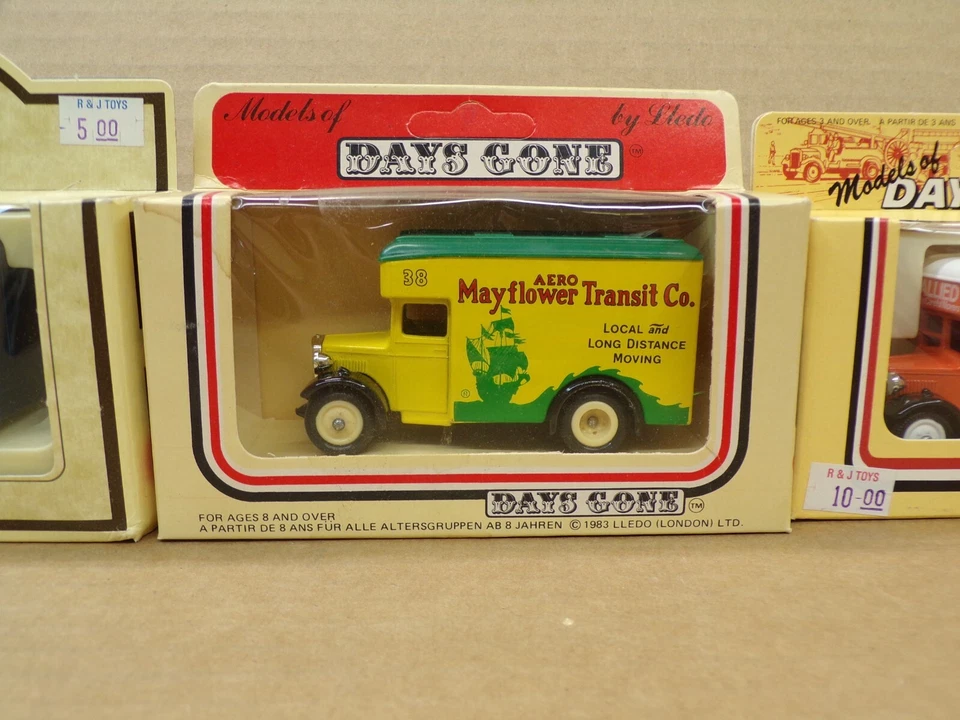 R & J TOYS
5 00
Models of by Lledo
DAYS GONE™
38
AERO
Mayflower Transit Co.
LOCAL and
LONG DISTANCE
MOVING
®
DAYS GONE™
FOR AGES 8 AND OVER
A PARTIR DE 8 ANS FÜR ALLE ALTERSGRUPPEN AB 8 JAHREN © 1983 LLEDO (LONDON) LTD.
FOR AGES 3 AND OVER. A PARTIR DE 3 ANS
Models of
DAY
R & J TOYS
10-00